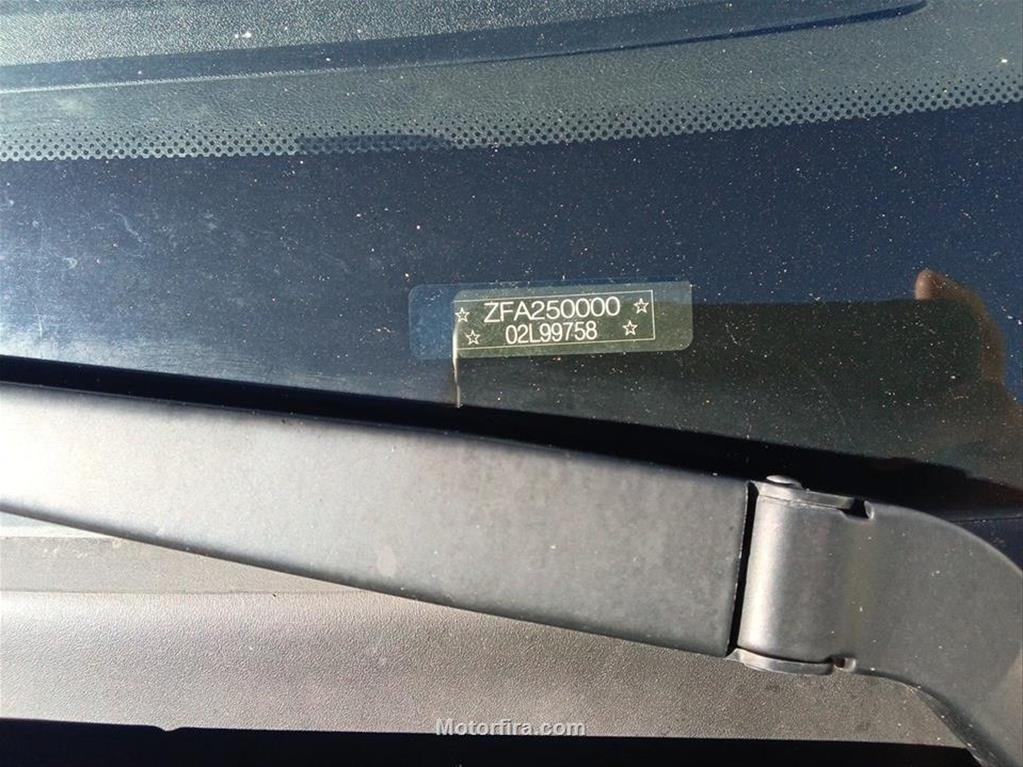 ☆ ZFA250000 ☆
☆ 02L99758 ☆
Motorfira.com